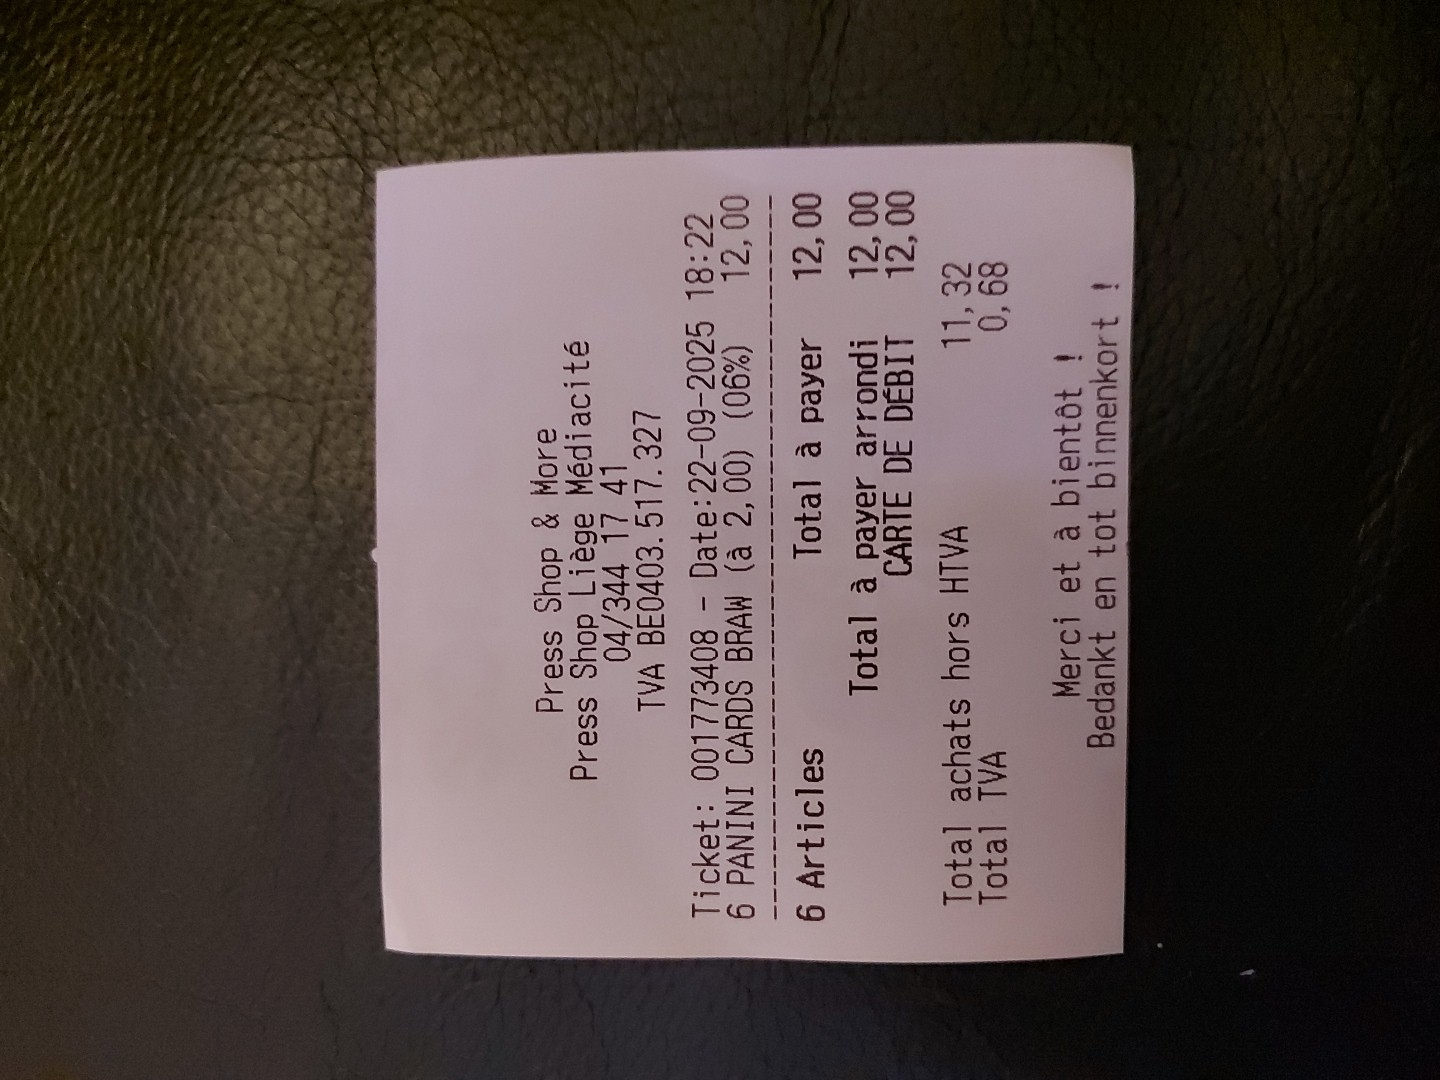 Press Shop & More
Press Shop Liège Médiacité
04/344 17 41
TVA BE0403.517.327
Ticket: 001773408 - Date:22-09-2025 18:22
6 PANINI CARDS BRAW (à 2,00) (06%) 12,00
6 Articles Total à payer 12,00
Total à payer arrondi 12,00
CARTE DE DÉBIT 12,00
Total achats hors HTVA 11,32
Total TVA 0,68
Merci et à bientôt !
Bedankt en tot binnenkort !